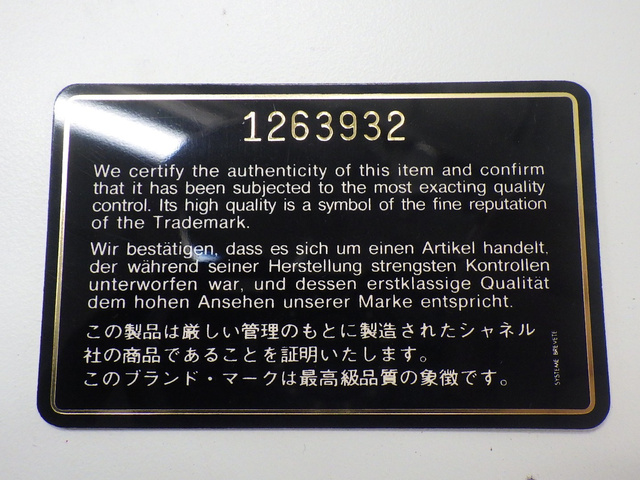 1263932
We certify the authenticity of this item and confirm
that it has been subjected to the most exacting quality
control. Its high quality is a symbol of the fine reputation
of the Trademark.
Wir bestätigen, dass es sich um einen Artikel handelt,
der während seiner Herstellung strengsten Kontrollen
unterworfen war, und dessen erstklassige Qualität
dem hohen Ansehen unserer Marke entspricht.
この製品は厳しい管理のもとに製造されたシャネル
社の商品であることを証明いたします。
このブランド・マークは最高級品質の象徴です。
SYSTEME BREVETE